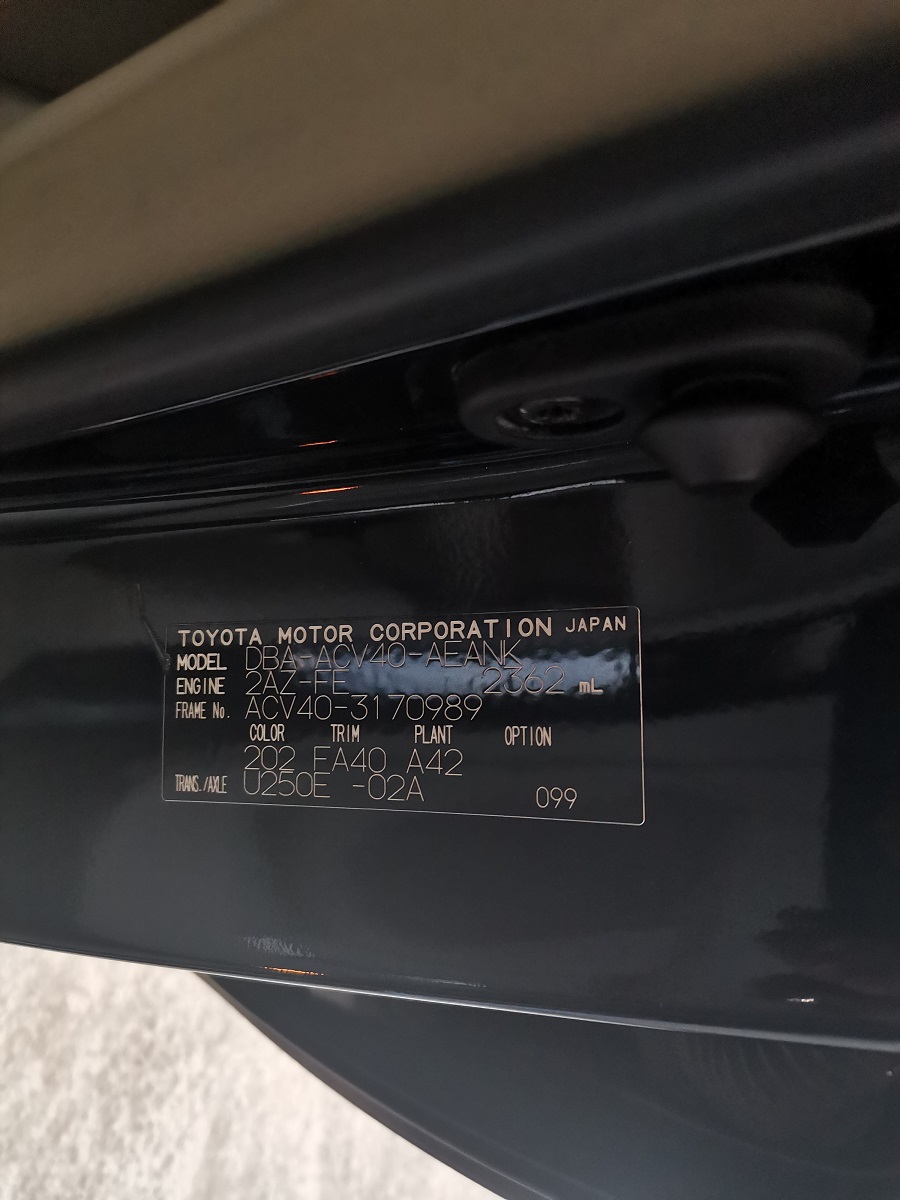 TOYOTA MOTOR CORPORATION JAPAN
MODEL DBA-ACV40-AEANK
ENGINE 2AZ-FE 2362 mL
FRAME No. ACV40-3170989
COLOR TRIM PLANT OPTION
202 FA40 A42
TRANS./AXLE U250E -02A 099